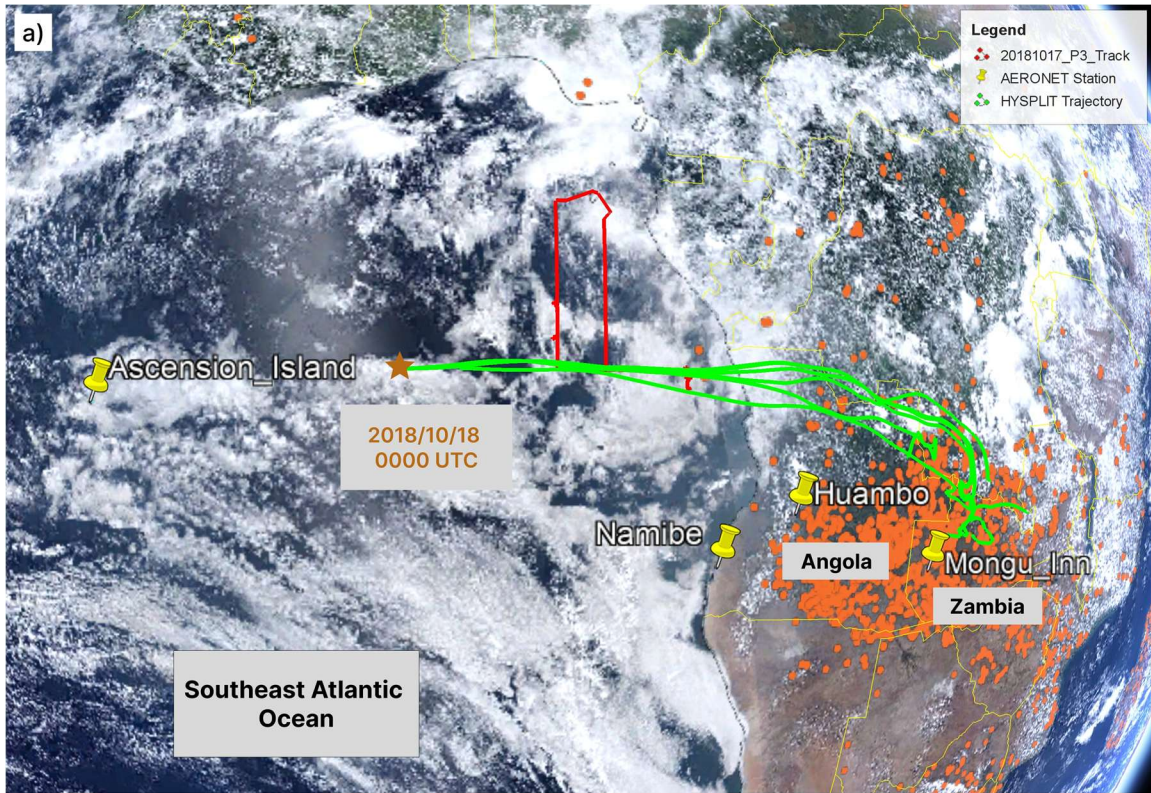 a)
Legend
20181017_P3_Track
AERONET Station
HYSPLIT Trajectory
Ascension_Island
2018/10/18
0000 UTC
Huambo
Namibe
Angola
Mongu_Inn
Zambia
Southeast Atlantic
Ocean